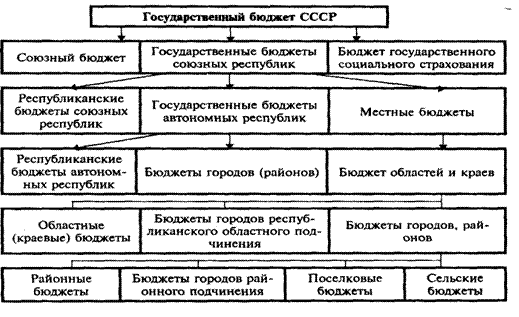 Государственный бюджет СССР
Союзный бюджет
Государственные бюджеты
союзных республик
Бюджет государственного
социального страхования
Республиканские
бюджеты союзных
республик
Государственные бюджеты
автономных республик
Местные бюджеты
Республиканские
бюджеты автоном-
ных республик
Бюджеты городов (районов)
Бюджет областей и краев
Областные
(краевые) бюджеты
Бюджеты городов респуб-
ликанского областного под-
чинения
Бюджеты городов, рай-
онов
Районные
бюджеты
Бюджеты городов рай-
онного подчинения
Поселковые
бюджеты
Сельские
бюджеты